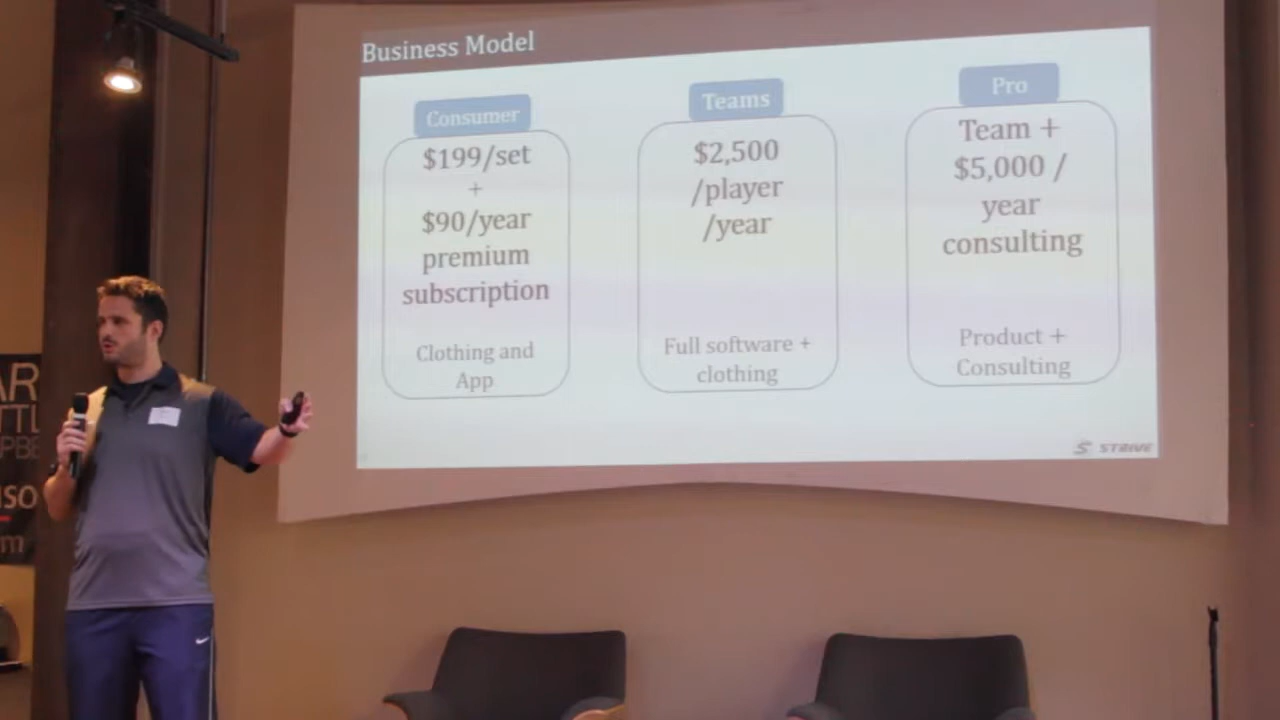 Business Model
Consumer
$199/set
+
$90/year
premium
subscription
Clothing and
App
Teams
$2,500
/player
/year
Full software +
clothing
Pro
Team +
$5,000 /
year
consulting
Product +
Consulting
STRIVE